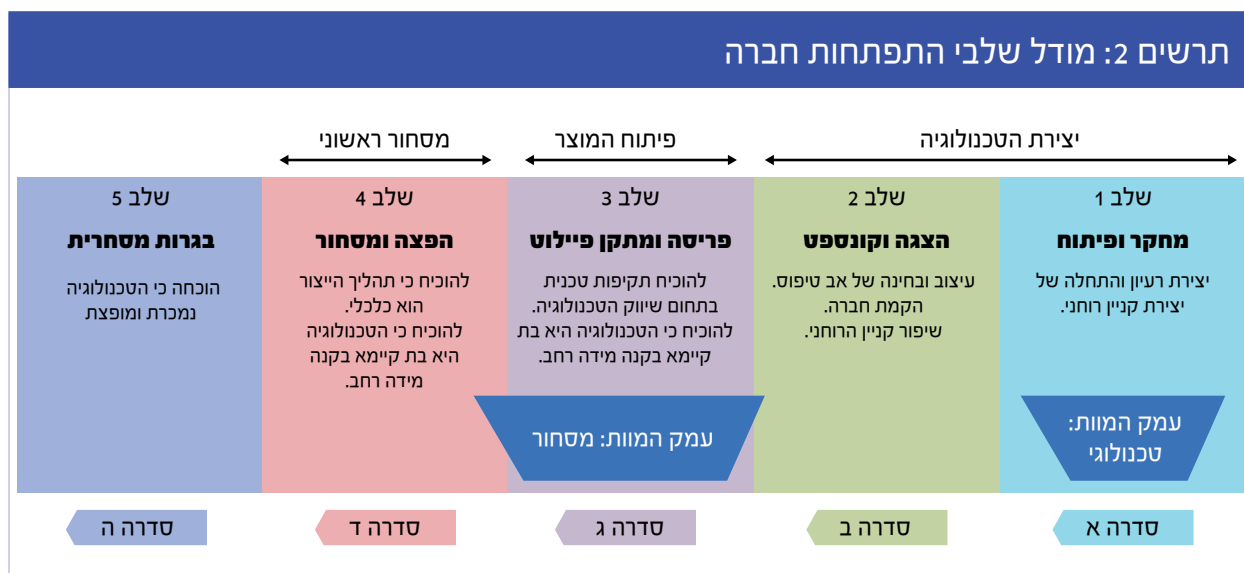 תרשים 2: מודל שלבי התפתחות חברה
יצירת הטכנולוגיה
פיתוח המוצר
מסחור ראשוני
שלב 1
מחקר ופיתוח
יצירת רעיון והתחלה של
יצירת קניין רוחני.
עמק המוות:
טכנולוגי
סדרה א
שלב 2
הצגה וקונספט
עיצוב ובחינה של אב טיפוס.
הקמת חברה.
שיפור קניין הרוחני.
סדרה ב
שלב 3
פריסה ומתקן פיילוט
להוכיח תקיפות טכנית
בתחום שיווק הטכנולוגיה.
להוכיח כי הטכנולוגיה היא בת
קיימא בקנה מידה רחב.
עמק המוות: מסחור
סדרה ג
שלב 4
הפצה ומסחור
להוכיח כי תהליך הייצור
הוא כלכלי.
להוכיח כי הטכנולוגיה
היא בת קיימא בקנה
מידה רחב.
סדרה ד
שלב 5
בגרות מסחרית
הוכחה כי הטכנולוגיה
נמכרת ומופצת
סדרה ה